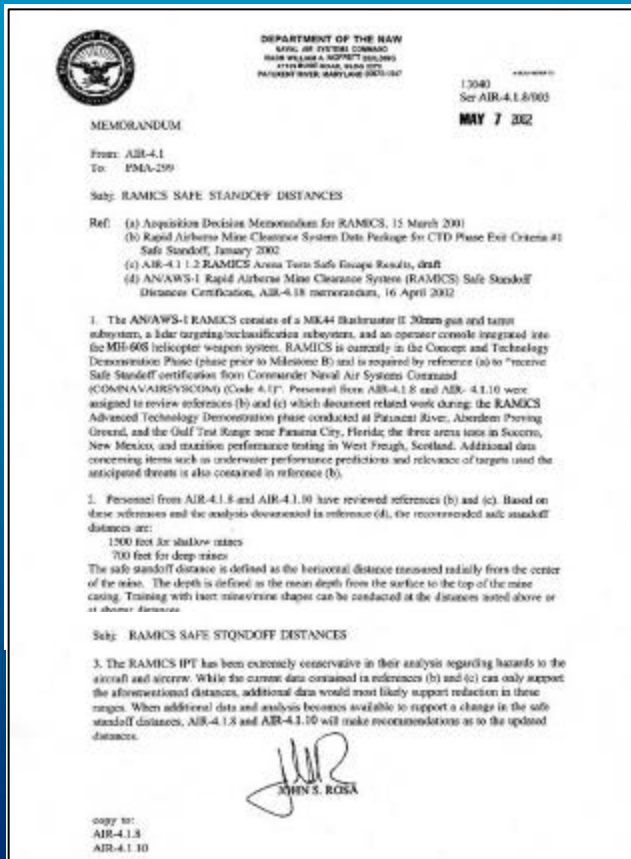 DEPARTMENT OF THE NAVY
NAVAL AIR SYSTEMS COMMAND
RADM WILLIAM A. MOFFETT BUILDING
47123 BUSE ROAD,
PATUXENT RIVER, MARYLAND 20670-1547
13040
Ser AIR-4.1.8/003
MAY 7 2002
MEMORANDUM
From: AIR-4.1
To: PMA-299
Subj: RAMICS SAFE STANDOFF DISTANCES
Ref: (a) Acquisition Decision Memorandum for RAMICS, 15 March 2001
(b) Rapid Airborne Mine Clearance System Data Package for CTD Phase Exit Criteria #1
Safe Standoff, January 2002
(c) AIR-4.1 1.2 RAMICS Arena Tests Safe Escape Results, draft
(d) AN/AWS-1 Rapid Airborne Mine Clearance System (RAMICS) Safe Standoff
Distances Certification, AIR-4.18 memorandum, 16 April 2002
1. The AN/AWS-1 RAMICS consists of a MK44 Bushmaster II 30mm gun and turret
subsystem, a lidar targeting/reclassification subsystem, and an operator console integrated into
the MH-60S helicopter weapon system. RAMICS is currently in the Concept and Technology
Demonstration Phase (phase prior to Milestone B) and is required by reference (a) to "receive
Safe Standoff certification from Commander Naval Air Systems Command
(COMNAVAIRSYSCOM) (Code 4.1)". Personnel from AIR-4.1.8 and AIR- 4.1.10 were
assigned to review references (b) and (c) which document related work during: the RAMICS
Advanced Technology Demonstration phase conducted at Patuxent River, Aberdeen Proving
Ground, and the Gulf Test Range near Panama City, Florida; the three arena tests in Socorro,
New Mexico, and munition performance testing in West Freugh, Scotland. Additional data
concerning items such as underwater performance predictions and relevance of targets used the
anticipated threats is also contained in reference (b).
2. Personnel from AIR-4.1.8 and AIR-4.1.10 have reviewed references (b) and (c). Based on
these references and the analysis documented in reference (d), the recommended safe standoff
distances are:
1500 feet for shallow mines
700 feet for deep mines
The safe standoff distance is defined as the horizontal distance measured radially from the center
of the mine. The depth is defined as the mean depth from the surface to the top of the mine
casing. Training with inert mines/mine shapes can be conducted at the distances noted above or
at shorter distances.
Subj: RAMICS SAFE STQNDOFF DISTANCES
3. The RAMICS IPT has been extremely conservative in their analysis regarding hazards to the
aircraft and aircrew. While the current data contained in references (b) and (c) can only support
the aforementioned distances, additional data would most likely support reduction in these
ranges. When additional data and analysis becomes available to support a change in the safe
standoff distances, AIR-4.1.8 and AIR-4.1.10 will make recommendations as to the updated
distances.
JOHN S. ROSA
copy to:
AIR-4.1.8
AIR-4.1.10